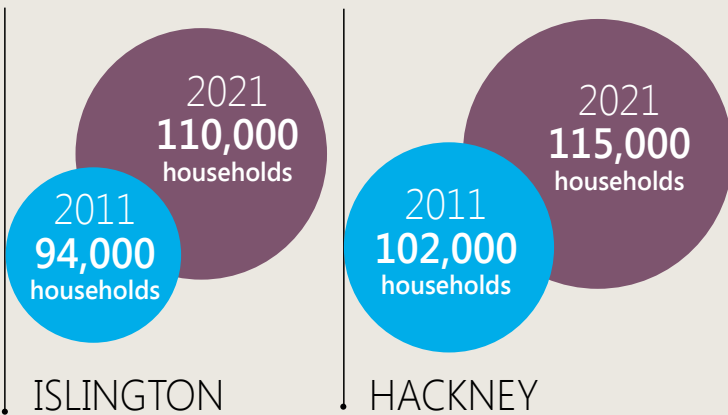 2021
110,000
households
2011
94,000
households
ISLINGTON
2021
115,000
households
2011
102,000
households
HACKNEY